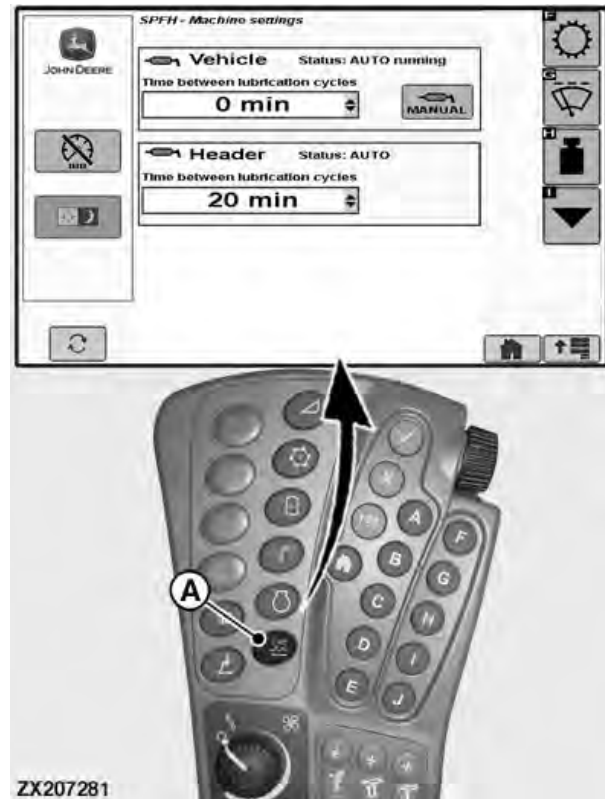 SPFH - Machine settings
JOHN DEERE
Vehicle Status: AUTO running
Time between lubrication cycles
0 min
MANUAL
Header Status: AUTO
Time between lubrication cycles
20 min
F
G
H
I
A
A
B
C
D
E
F
G
H
I
J
ZX207281